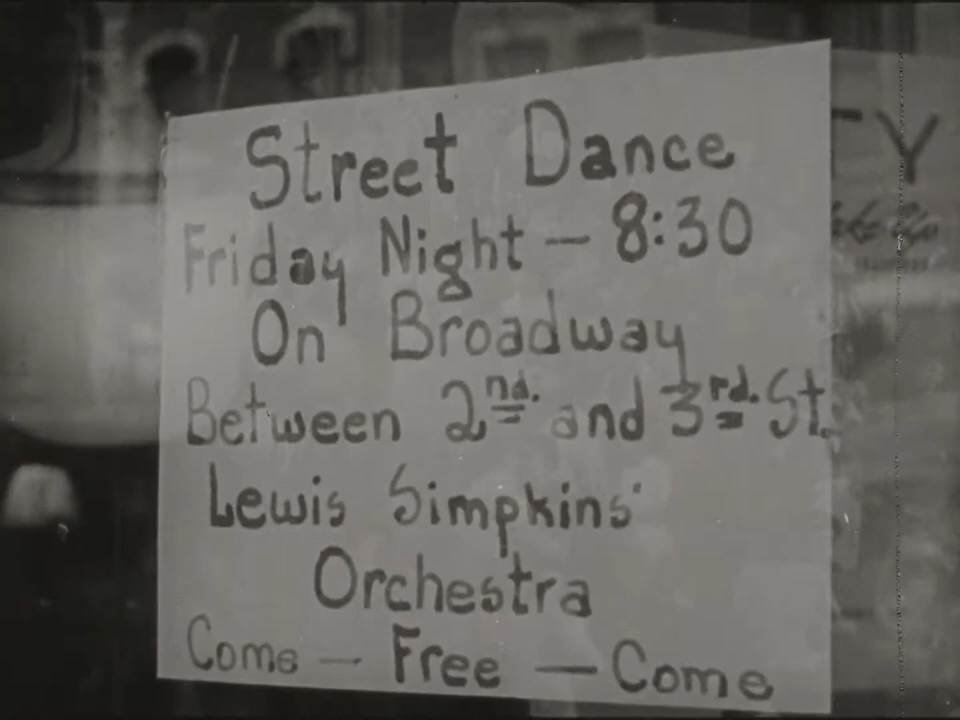 Street Dance
Friday Night – 8:30
On Broadway
Between 2nd. and 3rd. St.
Lewis Simpkins'
Orchestra
Come – Free – Come